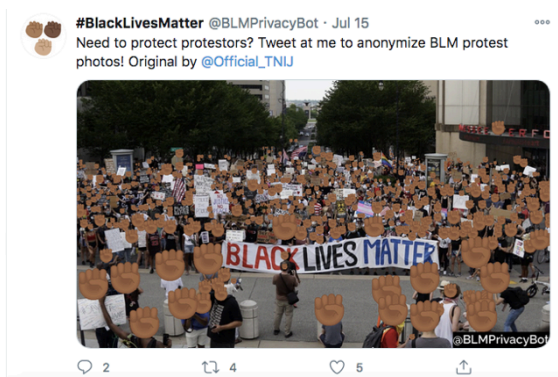 #BlackLivesMatter @BLMPrivacyBot · Jul 15
Need to protect protestors? Tweet at me to anonymize BLM protest
photos! Original by @Official_TNIJ
BLACK LIVES MATTER
@BLMPrivacyBot
2 4 5